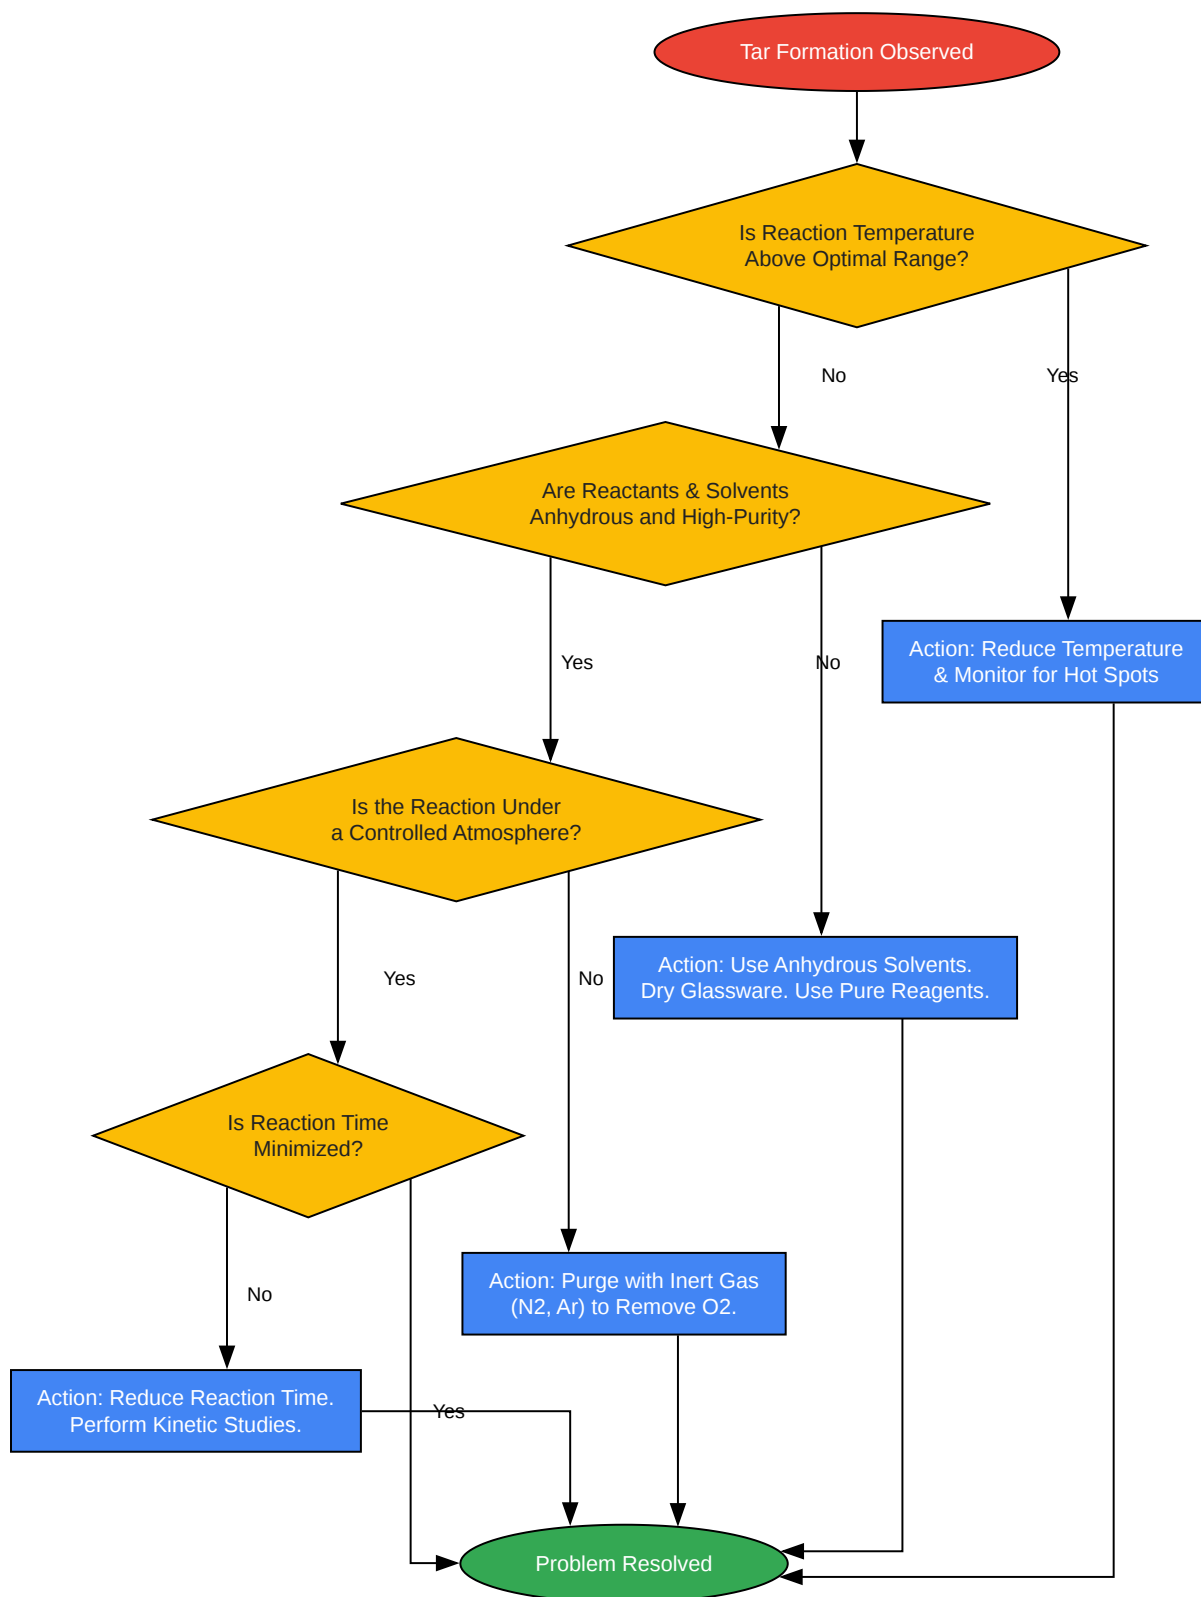 Tar Formation Observed
Is Reaction Temperature
Above Optimal Range?
No
Yes
Are Reactants & Solvents
Anhydrous and High-Purity?
Yes
No
Action: Reduce Temperature
& Monitor for Hot Spots
Is the Reaction Under
a Controlled Atmosphere?
Yes
No
Action: Use Anhydrous Solvents.
Dry Glassware. Use Pure Reagents.
Is Reaction Time
Minimized?
No
Action: Purge with Inert Gas
(N2, Ar) to Remove O2.
Action: Reduce Reaction Time.
Perform Kinetic Studies.
Yes
Problem Resolved